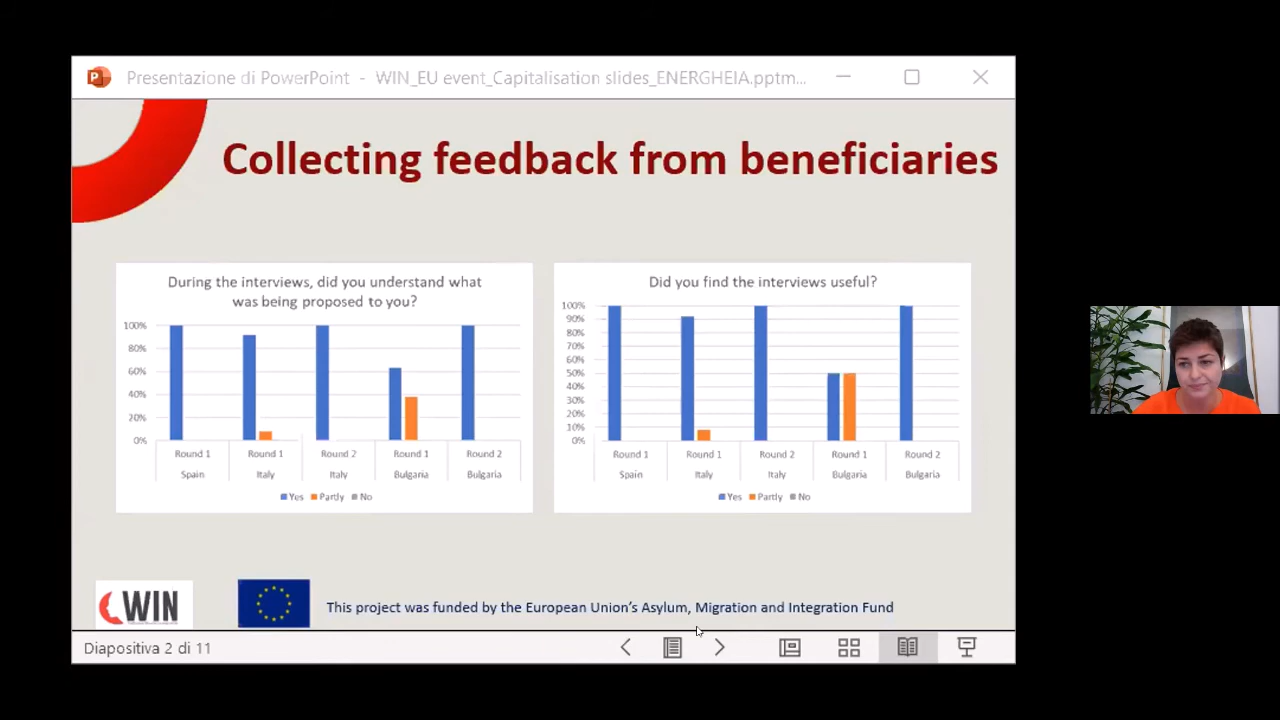 Presentazione di PowerPoint - WIN_EU event_Capitalisation slides_ENERGHEIA.pptm...
Collecting feedback from beneficiaries
During the interviews, did you understand what
was being proposed to you?
100%
80%
60%
40%
20%
0%
Round 1 Round 1 Round 2 Round 1 Round 2
Spain Italy Italy Bulgaria Bulgaria
Yes Partly No
Did you find the interviews useful?
100%
90%
80%
70%
60%
50%
40%
30%
20%
10%
0%
Round 1 Round 1 Round 2 Round 1 Round 2
Spain Italy Italy Bulgaria Bulgaria
Yes Partly No
WIN
This project was funded by the European Union's Asylum, Migration and Integration Fund
Diapositiva 2 di 11